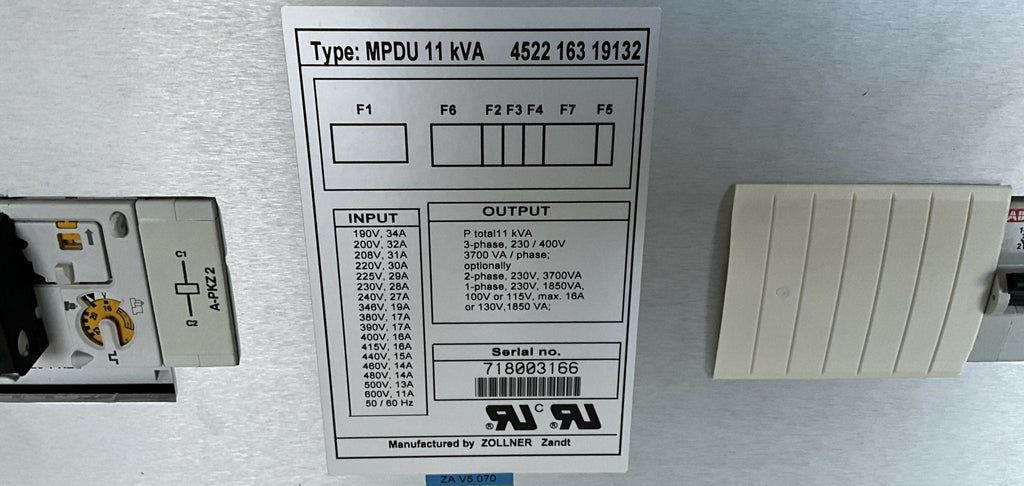 Type: MPDU 11 kVA 4522 163 19132
F1 F6 F2 F3 F4 F7 F5
INPUT
190V, 34A
200V, 32A
208V, 31A
220V, 30A
225V, 29A
230V, 28A
240V, 27A
346V, 19A
380V, 17A
390V, 17A
400V, 16A
415V, 16A
440V, 15A
460V, 14A
480V, 14A
500V, 13A
600V, 11A
50 / 60 Hz
OUTPUT
P total11 kVA
3-phase, 230 / 400V
3700 VA / phase;
optionally
2-phase, 230V, 3700VA
1-phase, 230V, 1850VA,
100V or 115V, max. 16A
or 130V,1850 VA;
Serial no.
718003166
Manufactured by ZOLLNER Zandt
ZA V5 070
C1
A-PKZ2
C2